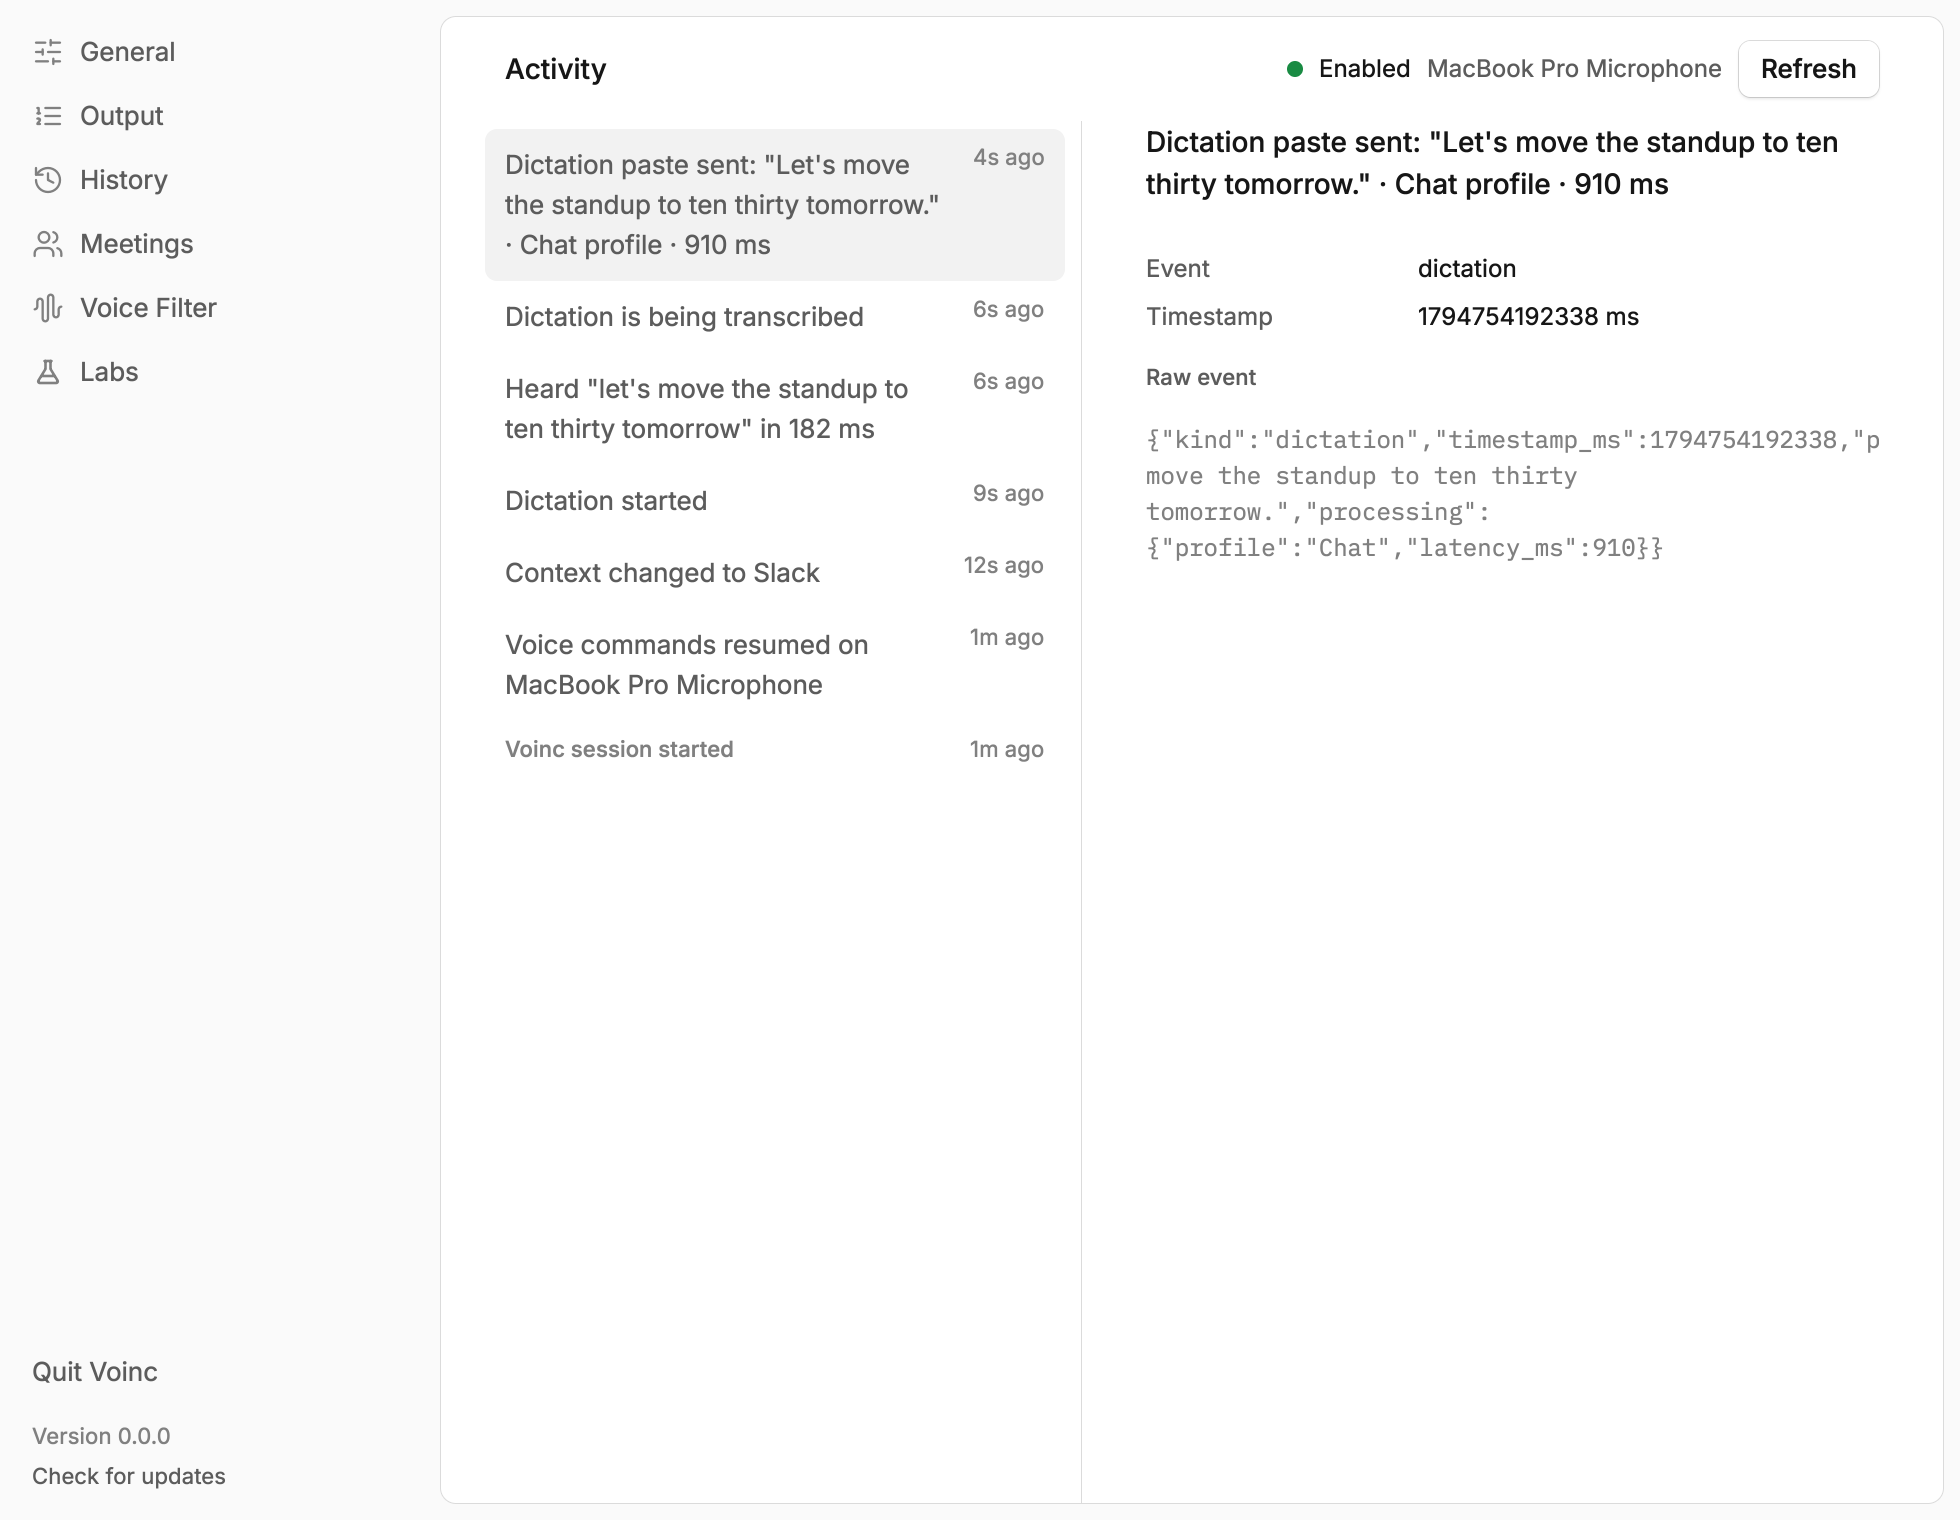 General
Output
History
Meetings
Voice Filter
Labs
Quit Voinc
Version 0.0.0
Check for updates
Activity
Enabled MacBook Pro Microphone Refresh
Dictation paste sent: "Let's move 4s ago
the standup to ten thirty tomorrow."
· Chat profile · 910 ms
Dictation is being transcribed 6s ago
Heard "let's move the standup to 6s ago
ten thirty tomorrow" in 182 ms
Dictation started 9s ago
Context changed to Slack 12s ago
Voice commands resumed on 1m ago
MacBook Pro Microphone
Voinc session started 1m ago
Dictation paste sent: "Let's move the standup to ten
thirty tomorrow." · Chat profile · 910 ms
Event dictation
Timestamp 1794754192338 ms
Raw event
{"kind":"dictation","timestamp_ms":1794754192338,"p
move the standup to ten thirty
tomorrow.","processing":
{"profile":"Chat","latency_ms":910}}